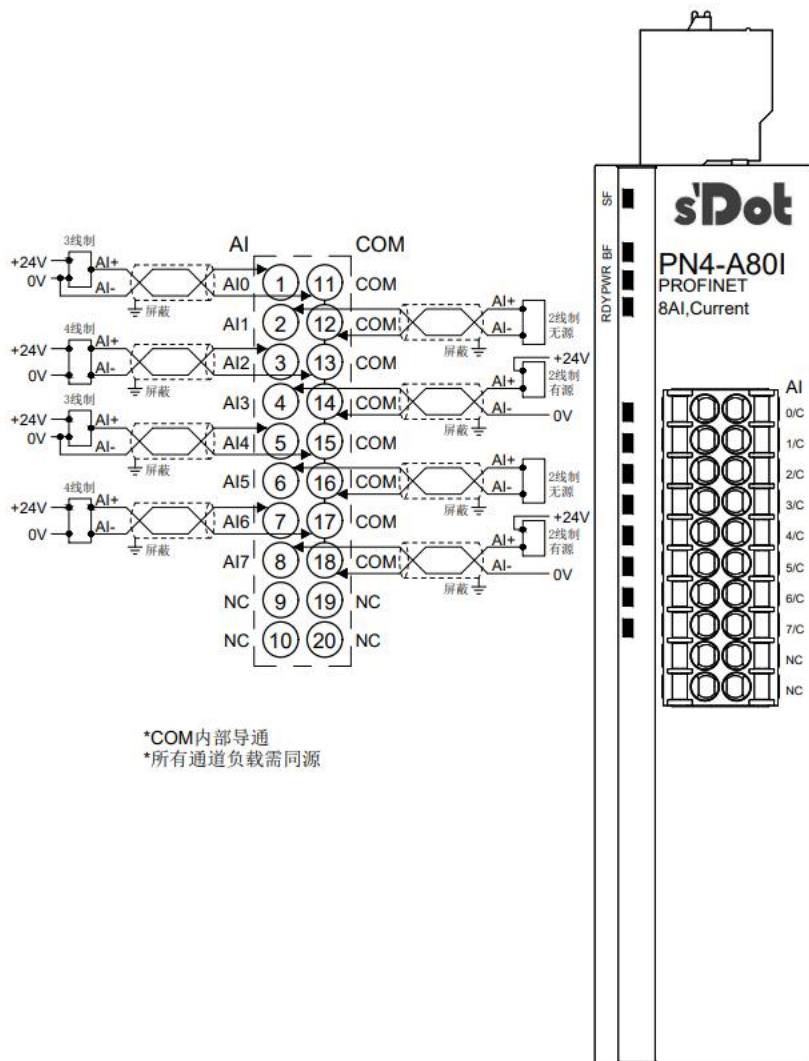 AI
COM
3线制
+24V
0V
AI+
AI-
屏蔽
AI0
1
11
COM
AI1
2
12
COM
AI+
AI-
屏蔽
2线制
无源
4线制
+24V
0V
AI+
AI-
屏蔽
AI2
3
13
COM
AI3
4
14
COM
+24V
AI+
AI-
屏蔽
2线制
有源
0V
3线制
+24V
0V
AI+
AI-
屏蔽
AI4
5
15
COM
AI5
6
16
COM
AI+
AI-
屏蔽
2线制
无源
4线制
+24V
0V
AI+
AI-
屏蔽
AI6
7
17
COM
AI7
8
18
COM
+24V
AI+
AI-
屏蔽
2线制
有源
0V
NC
9
19
NC
NC
10
20
NC
*COM内部导通
*所有通道负载需同源
SF
BF
PWR
RDY
s'Dot
PN4-A80I
PROFINET
8AI,Current
AI
0/C
1/C
2/C
3/C
4/C
5/C
6/C
7/C
NC
NC